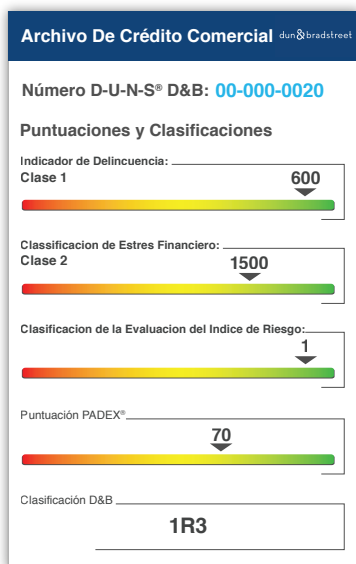 Archivo De Crédito Comercial dun&bradstreet
Número D-U-N-S® D&B: 00-000-0020
Puntuaciones y Clasificaciones
Indicador de Delincuencia:
Clase 1
600
Classificacion de Estres Financiero:
Clase 2
1500
Clasificacion de la Evaluacion del Indice de Riesgo:
1
Puntuación PADEX®
70
Clasificación D&B
1R3